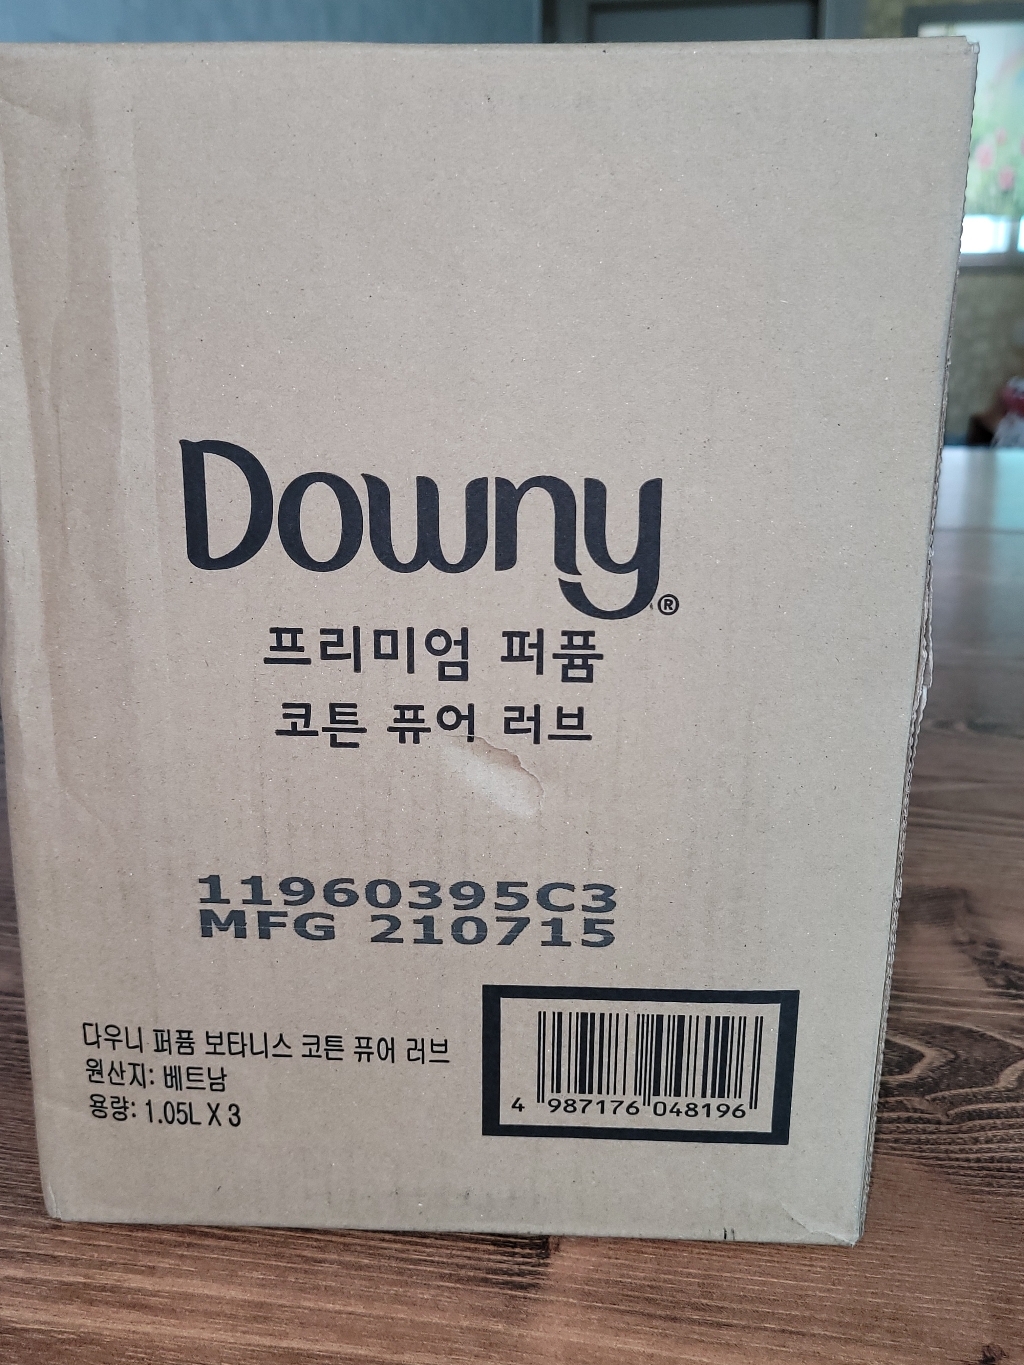 Downy®
프리미엄 퍼퓸
코튼 퓨어 러브
11960395C3
MFG 210715
다우니 퍼퓸 보타니스 코튼 퓨어 러브
원산지: 베트남
용량: 1.05L X 3
4 987176 048196